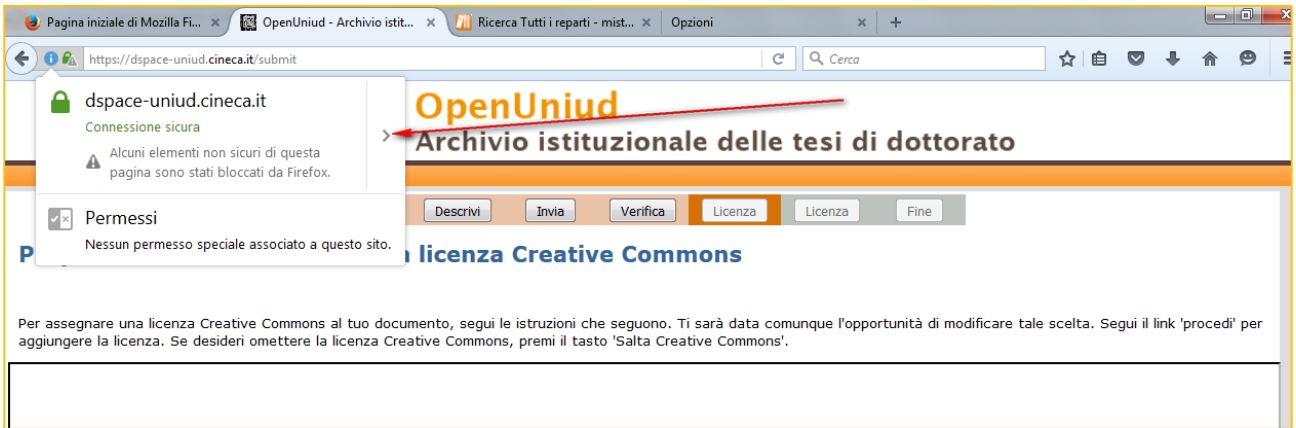 Pagina iniziale di Mozilla Fi...
OpenUniud - Archivio istit...
Ricerca Tutti i reparti - mist...
Opzioni
https://dspace-uniud.cineca.it/submit
Cerca
dspace-uniud.cineca.it
Connessione sicura
Alcuni elementi non sicuri di questa
pagina sono stati bloccati da Firefox.
Permessi
Nessun permesso speciale associato a questo sito.
OpenUniud
Archivio istituzionale delle tesi di dottorato
Descrivi Invia Verifica Licenza Licenza Fine
P licenza Creative Commons
Per assegnare una licenza Creative Commons al tuo documento, segui le istruzioni che seguono. Ti sarà data comunque l'opportunità di modificare tale scelta. Segui il link 'procedi' per
aggiungere la licenza. Se desideri omettere la licenza Creative Commons, premi il tasto 'Salta Creative Commons'.